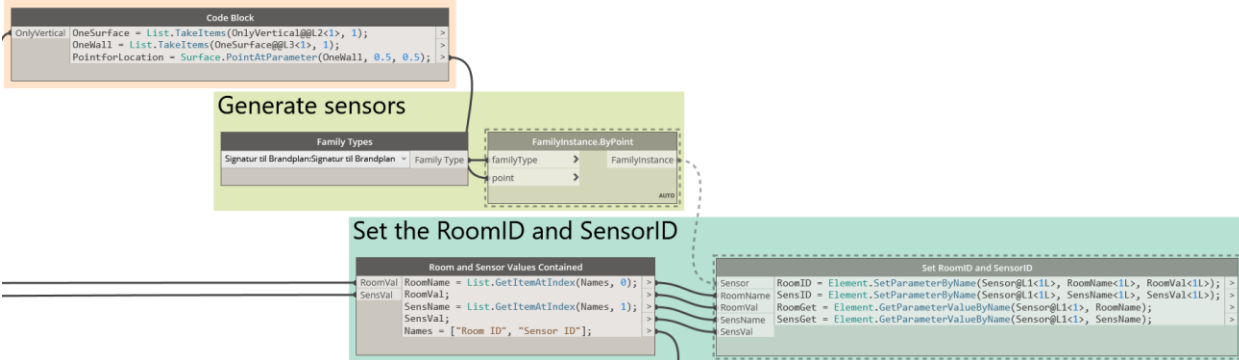 Code Block
OnlyVertical OneSurface = List.TakeItems(OnlyVertical@@L2<1>, 1); >
OneWall = List.TakeItems(OneSurface@@L3<1>, 1); >
PointforLocation = Surface.PointAtParameter(OneWall, 0.5, 0.5); >
Generate sensors
Family Types
Signatur til Brandplan:Signatur til Brandplan Family Type
FamilyInstance.ByPoint
familyType > FamilyInstance
point >
AUTO
Set the RoomID and SensorID
Room and Sensor Values Contained
RoomVal RoomName = List.GetItemAtIndex(Names, 0); >
SensVal RoomVal; >
SensName = List.GetItemAtIndex(Names, 1); >
SensVal; >
Names = ["Room ID", "Sensor ID"]; >
Set RoomID and SensorID
Sensor RoomID = Element.SetParameterByName(Sensor@L1<1L>, RoomName<1L>, RoomVal<1L>); >
RoomName SensID = Element.SetParameterByName(Sensor@L1<1L>, SensName<1L>, SensVal<1L>); >
RoomVal RoomGet = Element.GetParameterValueByName(Sensor@L1<1>, RoomName); >
SensName SensGet = Element.GetParameterValueByName(Sensor@L1<1>, SensName); >
SensVal